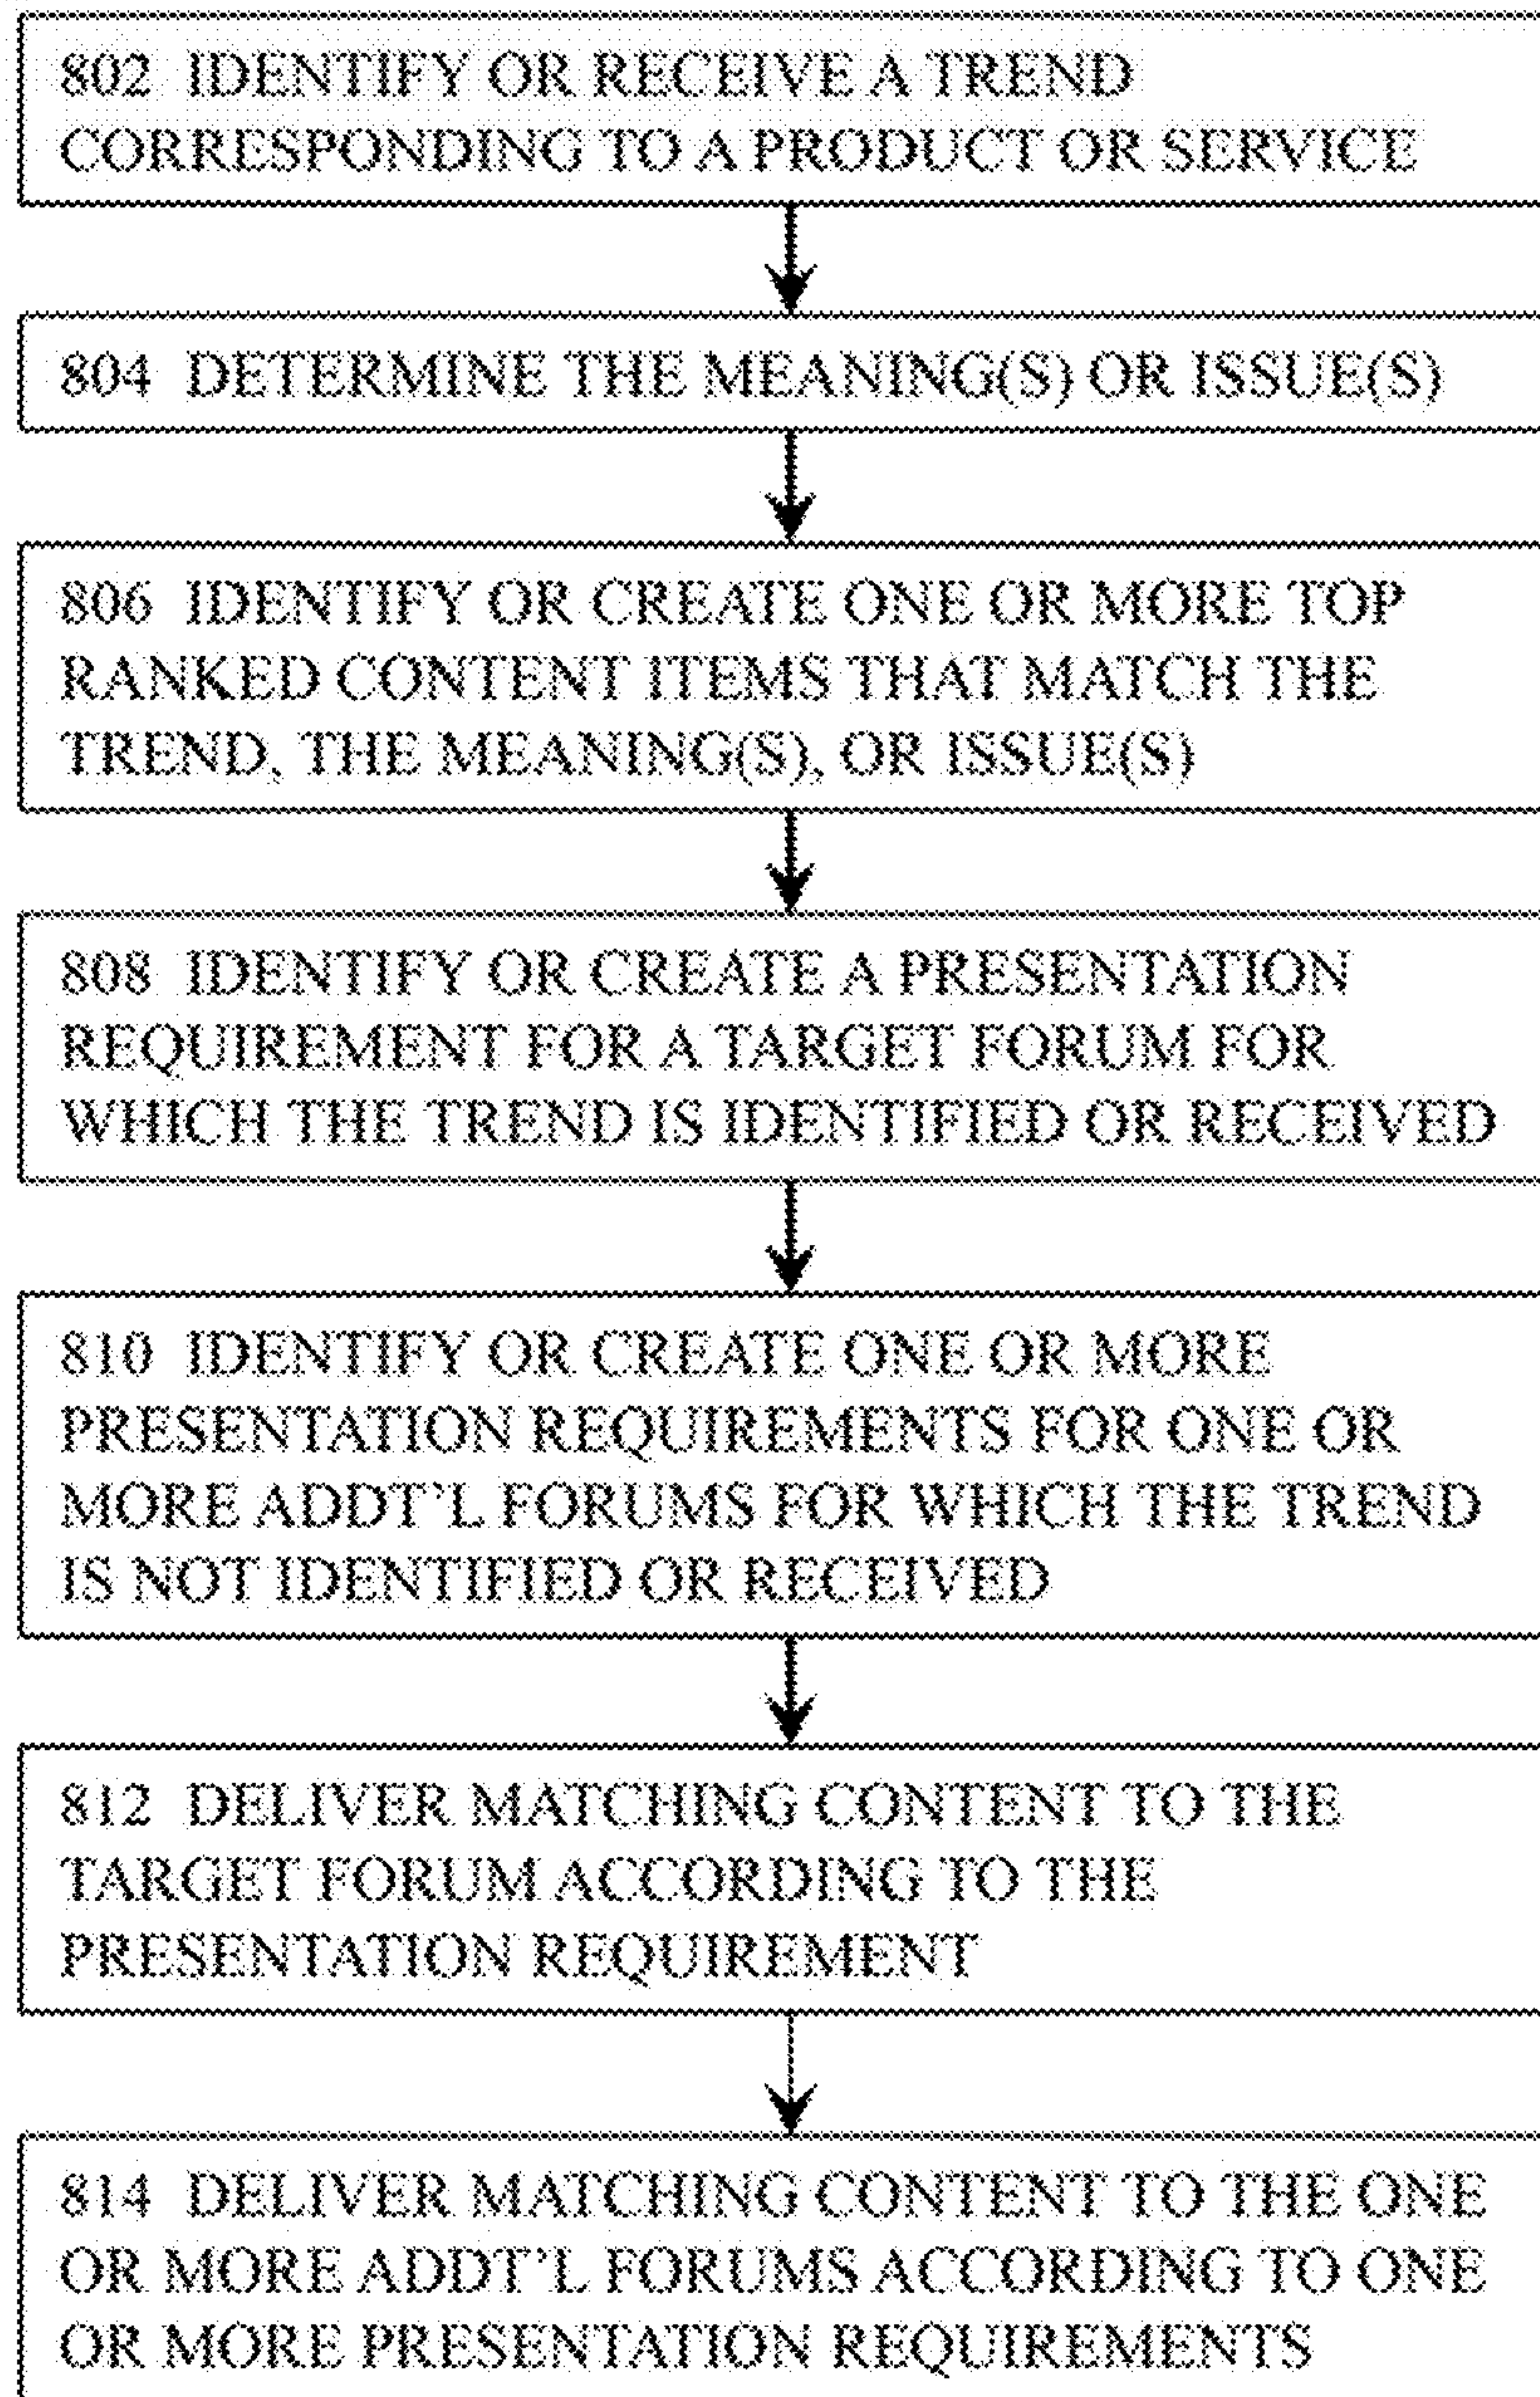 802 IDENTIFY OR RECEIVE A TREND
CORRESPONDING TO A PRODUCT OR SERVICE
804 DETERMINE THE MEANING(S) OR ISSUE(S)
806 IDENTIFY OR CREATE ONE OR MORE TOP
RANKED CONTENT ITEMS THAT MATCH THE
TREND, THE MEANING(S), OR ISSUE(S)
808 IDENTIFY OR CREATE A PRESENTATION
REQUIREMENT FOR A TARGET FORUM FOR
WHICH THE TREND IS IDENTIFIED OR RECEIVED
810 IDENTIFY OR CREATE ONE OR MORE
PRESENTATION REQUIREMENTS FOR ONE OR
MORE ADDT'L FORUMS FOR WHICH THE TREND
IS NOT IDENTIFIED OR RECEIVED
812 DELIVER MATCHING CONTENT TO THE
TARGET FORUM ACCORDING TO THE
PRESENTATION REQUIREMENT
814 DELIVER MATCHING CONTENT TO THE ONE
OR MORE ADDT'L FORUMS ACCORDING TO ONE
OR MORE PRESENTATION REQUIREMENTS